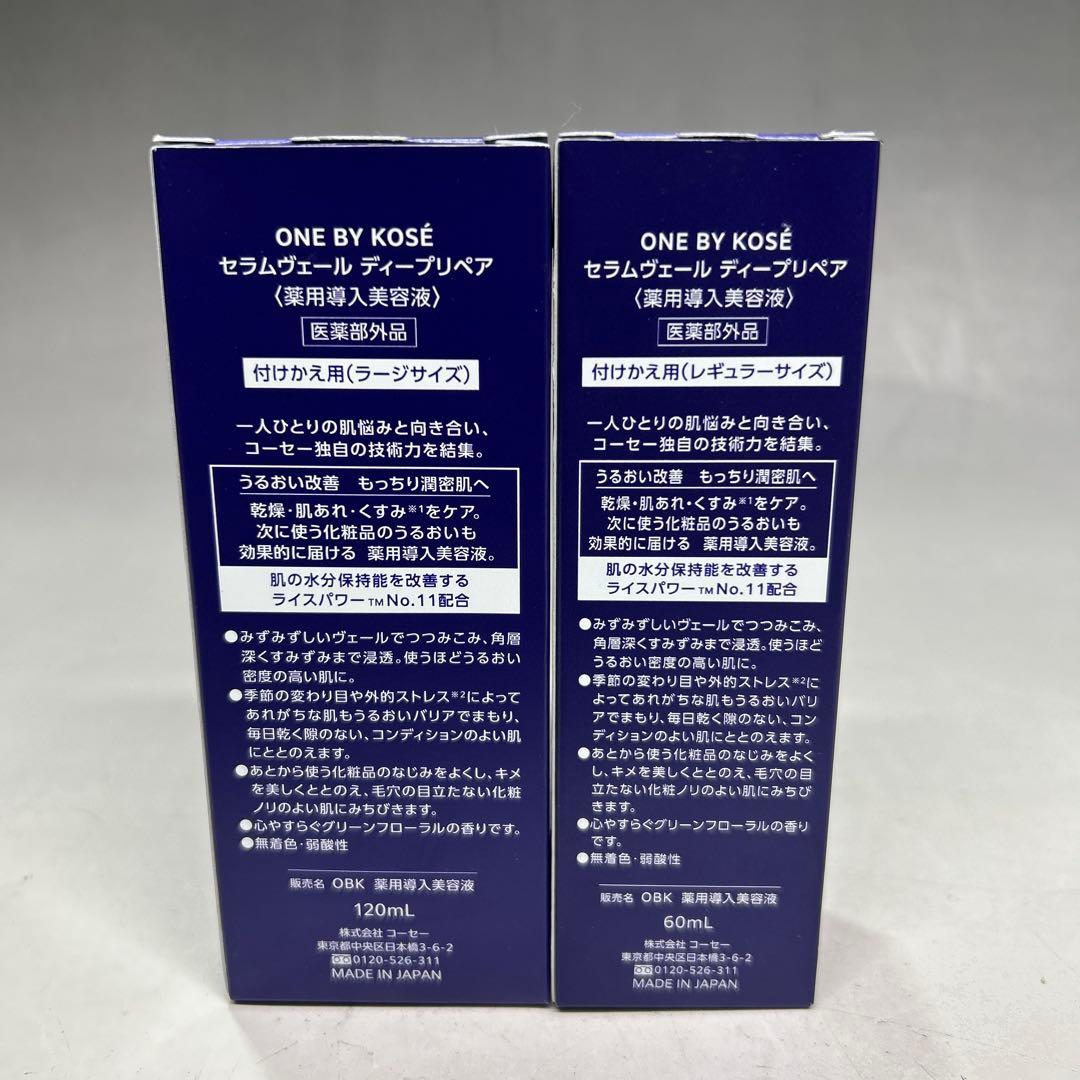 ONE BY KOSÉ
セラムヴェール ディープリペア
〈薬用導入美容液〉
医薬部外品
付けかえ用(ラージサイズ)
一人ひとりの肌悩みと向き合い、
コーセー独自の技術力を結集。
うるおい改善 もっちり潤密肌へ
乾燥・肌あれ・くすみ※1をケア。
次に使う化粧品のうるおいも
効果的に届ける 薬用導入美容液。
肌の水分保持能を改善する
ライスパワー™No.11配合
●みずみずしいヴェールでつつみこみ、角層
深くすみずみまで浸透。使うほどうるおい
密度の高い肌に。
●季節の変わり目や外的ストレス※2によって
あれがちな肌もうるおいバリアでまもり、
毎日乾く隙のない、コンディションのよい肌
にととのえます。
●あとから使う化粧品のなじみをよくし、キメ
を美しくととのえ、毛穴の目立たない化粧
ノリのよい肌にみちびきます。
●心やすらぐグリーンフローラルの香りです。
●無着色・弱酸性
販売名 OBK 薬用導入美容液
120mL
株式会社 コーセー
東京都中央区日本橋3-6-2
0120-526-311
MADE IN JAPAN
ONE BY KOSÉ
セラムヴェール ディープリペア
〈薬用導入美容液〉
医薬部外品
付けかえ用(レギュラーサイズ)
一人ひとりの肌悩みと向き合い、
コーセー独自の技術力を結集。
うるおい改善 もっちり潤密肌へ
乾燥・肌あれ・くすみ※1をケア。
次に使う化粧品のうるおいも
効果的に届ける 薬用導入美容液。
肌の水分保持能を改善する
ライスパワー™No.11配合
●みずみずしいヴェールでつつみこみ、
角層深くすみずみまで浸透。使うほど
うるおい密度の高い肌に。
●季節の変わり目や外的ストレス※2に
よってあれがちな肌もうるおいバリ
アでまもり、毎日乾く隙のない、コン
ディションのよい肌にととのえます。
●あとから使う化粧品のなじみをよく
し、キメを美しくととのえ、毛穴の目
立たない化粧ノリのよい肌にみちび
きます。
●心やすらぐグリーンフローラルの香り
です。
●無着色・弱酸性
販売名 OBK 薬用導入美容液
60mL
株式会社 コーセー
東京都中央区日本橋3-6-2
0120-526-311
MADE IN JAPAN